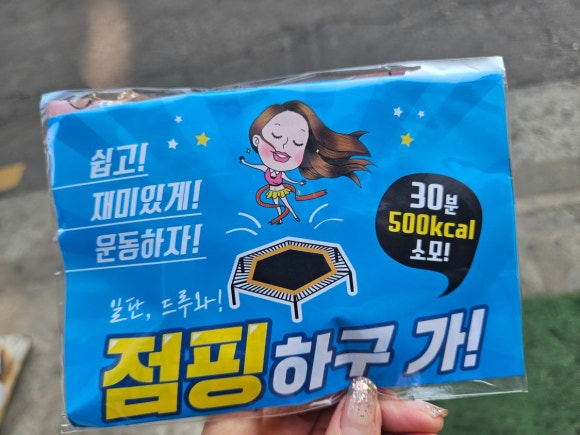 쉽고!
재미있게!
운동하자!
30분
500kcal
소모!
일단, 드루와!
점핑하구 가!